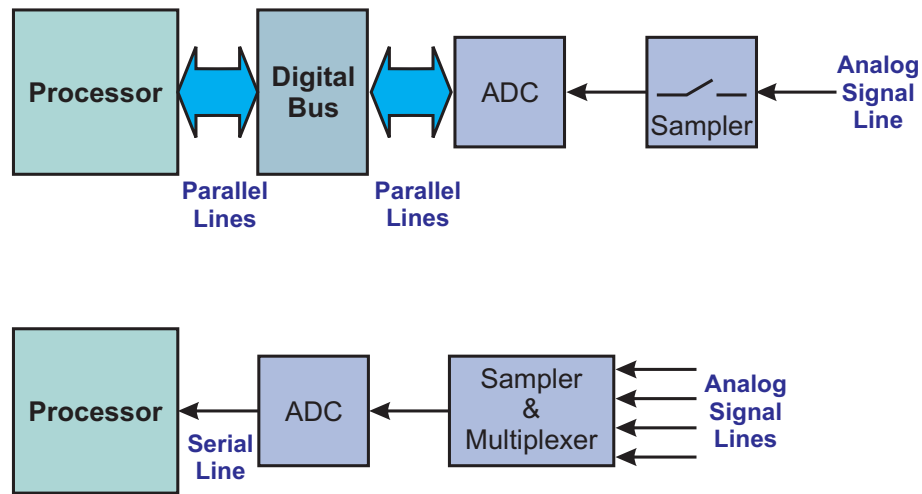 Processor
Digital
Bus
ADC
Sampler
Analog
Signal
Line
Parallel
Lines
Parallel
Lines
Processor
Serial
Line
ADC
Sampler
&
Multiplexer
Analog
Signal
Lines